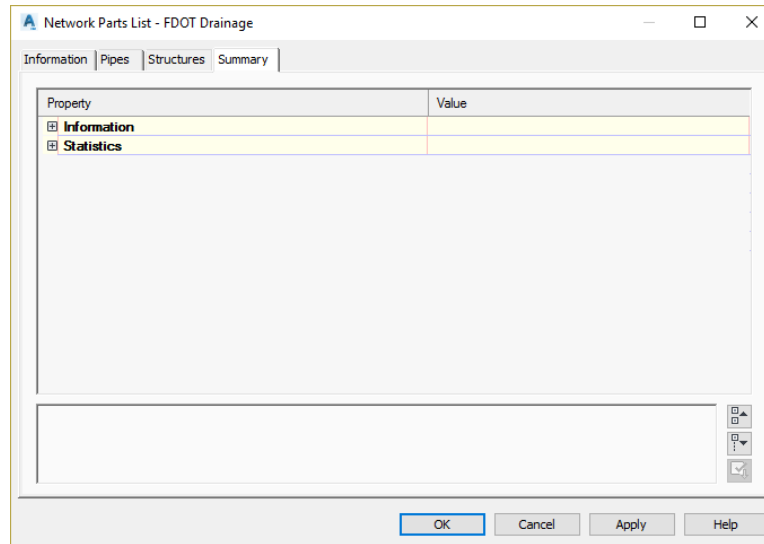 Network Parts List - FDOT Drainage
Information Pipes Structures Summary
Property Value
Information
Statistics
OK Cancel Apply Help